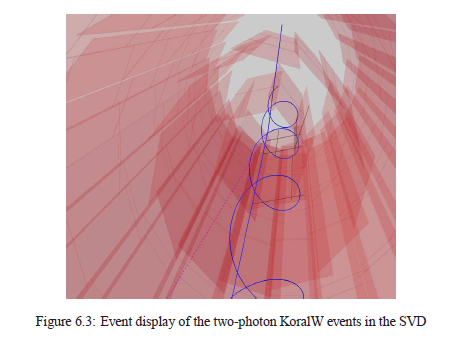 Figure 6.3: Event display of the two-photon KoralW events in the SVD